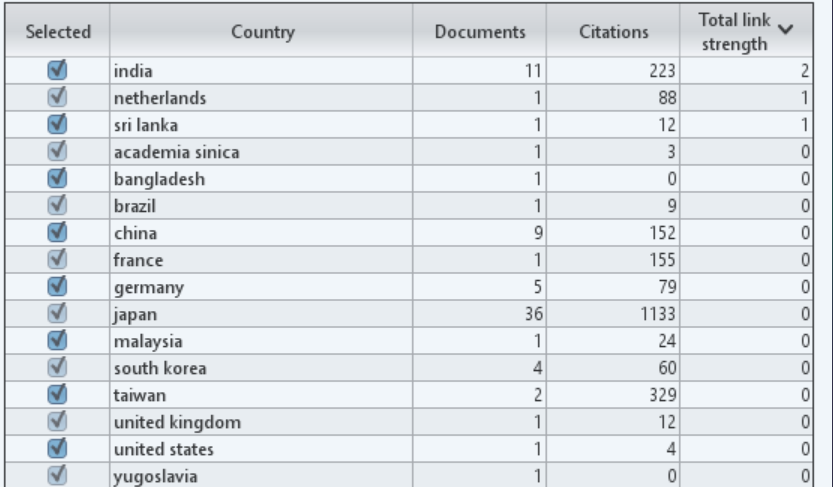 Selected Country Documents Citations Total link strength
india 11 223 2
netherlands 1 88 1
sri lanka 1 12 1
academia sinica 1 3 0
bangladesh 1 0 0
brazil 1 9 0
china 9 152 0
france 1 155 0
germany 5 79 0
japan 36 1133 0
malaysia 1 24 0
south korea 4 60 0
taiwan 2 329 0
united kingdom 1 12 0
united states 1 4 0
yugoslavia 1 0 0